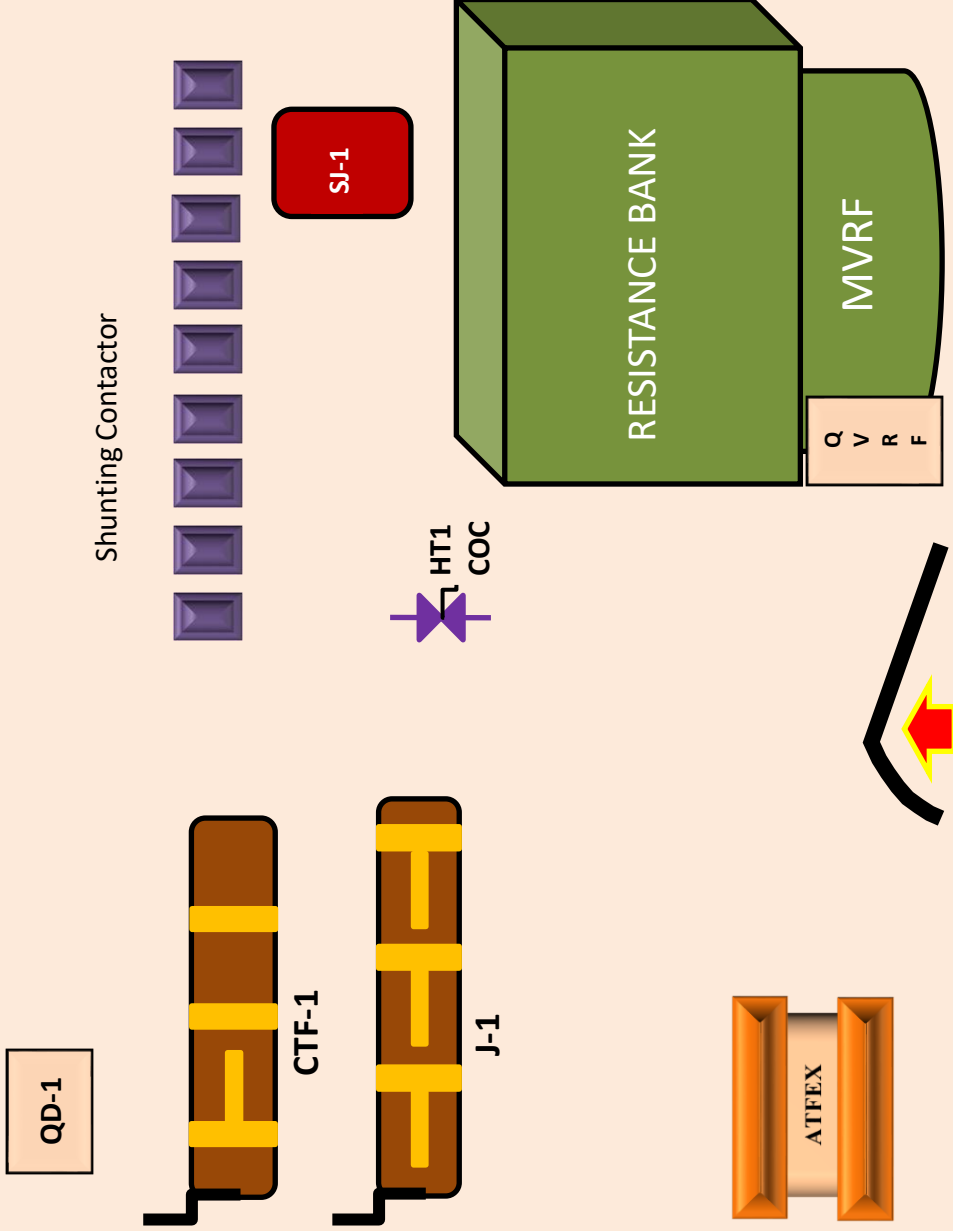 QD-1
CTF-1
J-1
ATFEX
Shunting Contactor
HT1
COC
SJ-1
RESISTANCE BANK
MVRF
Q
V
R
F